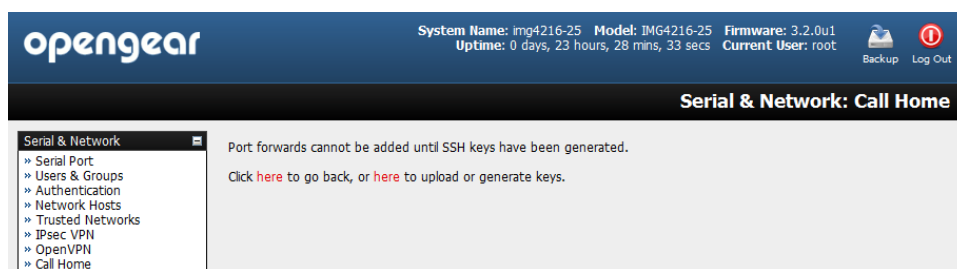 opengear
System Name: img4216-25 Model: IMG4216-25 Firmware: 3.2.0u1
Uptime: 0 days, 23 hours, 28 mins, 33 secs Current User: root
Backup Log Out
Serial & Network: Call Home
Serial & Network
» Serial Port
» Users & Groups
» Authentication
» Network Hosts
» Trusted Networks
» IPsec VPN
» OpenVPN
» Call Home
Port forwards cannot be added until SSH keys have been generated.
Click here to go back, or here to upload or generate keys.